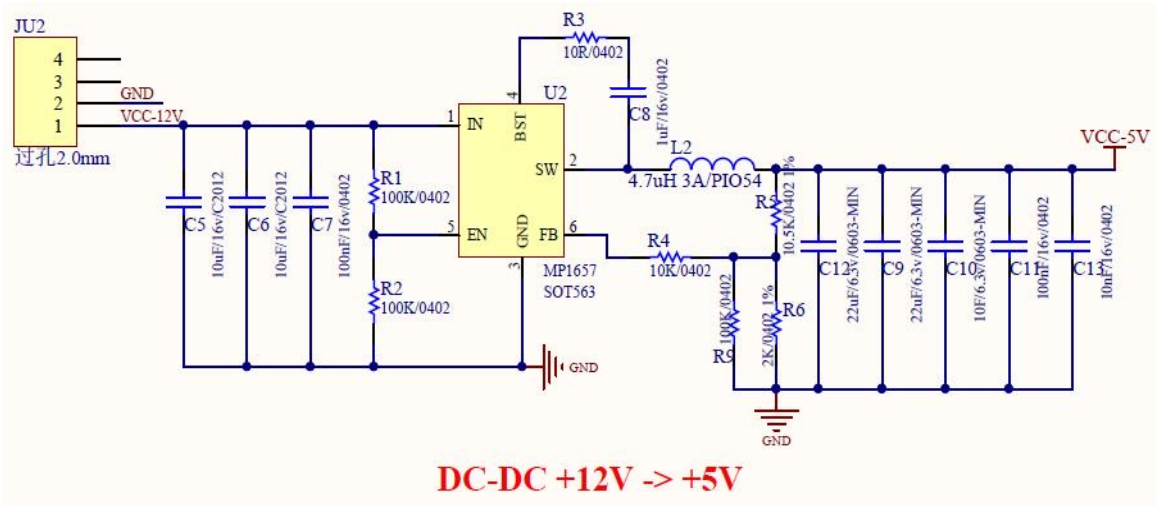 JU2
4
3
2
1
GND
VCC-12V
过孔2.0mm
C5
10uF/16v/C2012
C6
10uF/16v/C2012
C7
100nF/16v/0402
R1
100K/0402
R2
100K/0402
GND
R3
10R/0402
C8
1uF/16v/0402
U2
1
IN
4
BST
SW
2
5
EN
GND
3
FB
6
MP1657
SOT563
L2
4.7uH 3A/PIO54
R4
10K/0402
R5
10.5K/0402 1%
100K/0402
R9
R6
2K/0402 1%
GND
C12
22uF/6.3v/0603-MIN
C9
22uF/6.3v/0603-MIN
C10
10F/6.3v/0603-MIN
C11
100nF/16v/0402
C13
10nF/16v/0402
VCC-5V
DC-DC +12V -> +5V